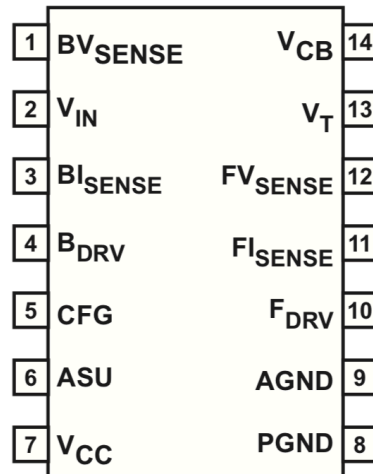 1 BVSENSE VCB 14
2 VIN VT 13
3 BISENSE FVSENSE 12
4 BDRV FISENSE 11
5 CFG FDRV 10
6 ASU AGND 9
7 VCC PGND 8